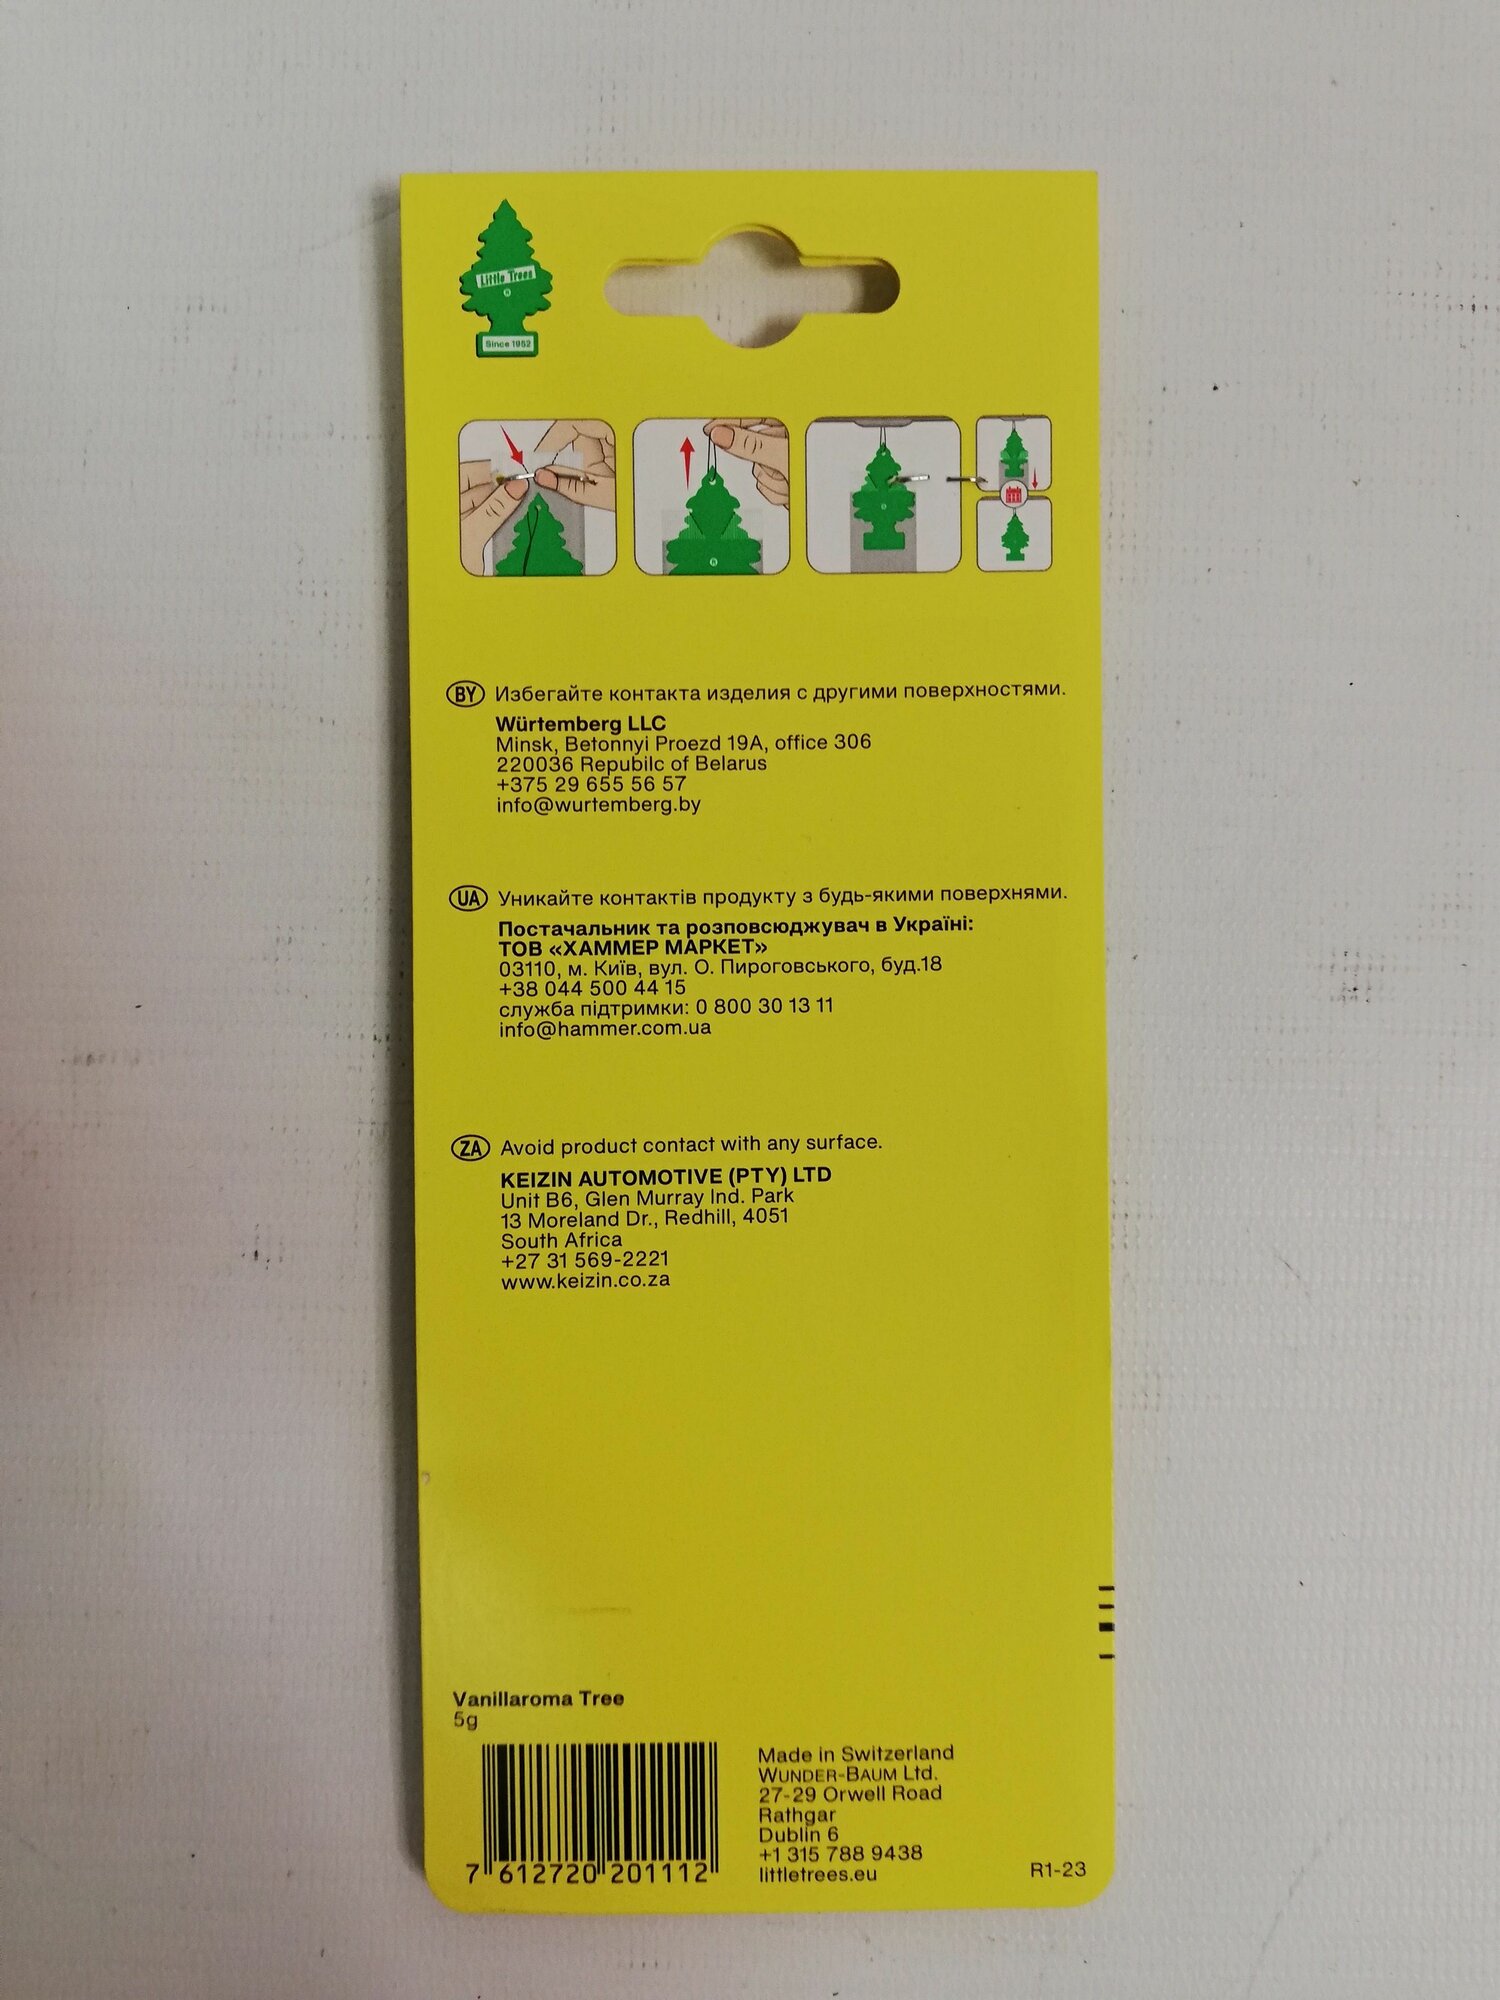 Little Trees
®
Since 1952
®
®
BY Избегайте контакта изделия с другими поверхностями.
Würtemberg LLC
Minsk, Betonnyi Proezd 19A, office 306
220036 Repubilc of Belarus
+375 29 655 56 57
info@wurtemberg.by
UA Уникайте контактів продукту з будь-якими поверхнями.
Постачальник та розповсюджувач в Україні:
ТОВ «ХАММЕР МАРКЕТ»
03110, м. Київ, вул. О. Пироговського, буд.18
+38 044 500 44 15
служба підтримки: 0 800 30 13 11
info@hammer.com.ua
ZA Avoid product contact with any surface.
KEIZIN AUTOMOTIVE (PTY) LTD
Unit B6, Glen Murray Ind. Park
13 Moreland Dr., Redhill, 4051
South Africa
+27 31 569-2221
www.keizin.co.za
Vanillaroma Tree
5g
7 612720 201112
Made in Switzerland
WUNDER-BAUM Ltd.
27-29 Orwell Road
Rathgar
Dublin 6
+1 315 788 9438
littletrees.eu
R1-23